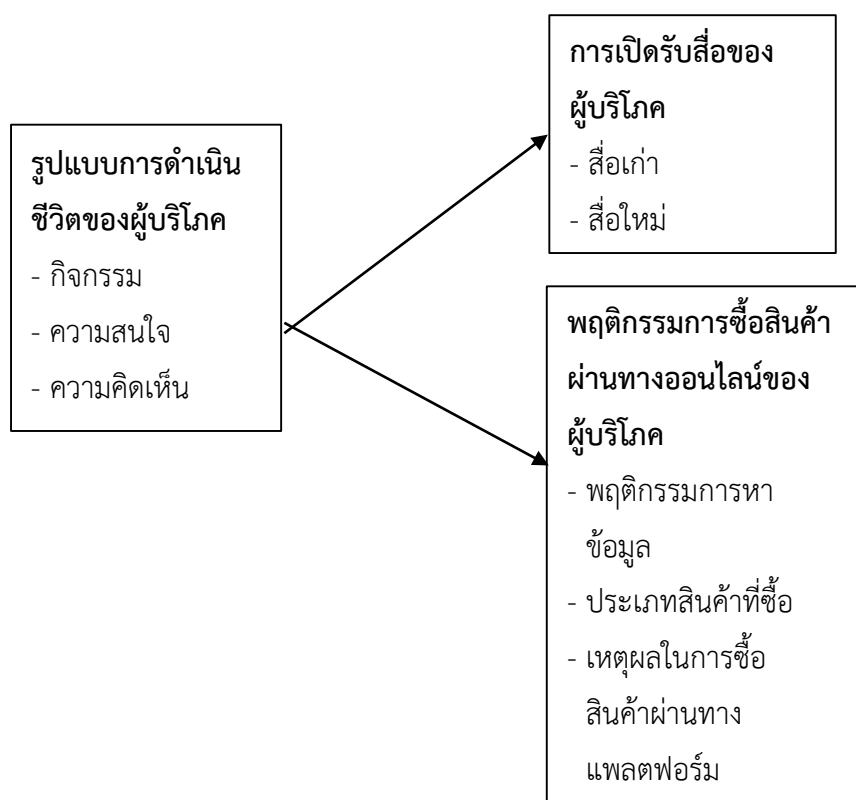 รูปแบบการดำเนิน
ชีวิตของผู้บริโภค
- กิจกรรม
- ความสนใจ
- ความคิดเห็น
การเปิดรับสื่อของ
ผู้บริโภค
- สื่อเก่า
- สื่อใหม่
พฤติกรรมการซื้อสินค้า
ผ่านทางออนไลน์ของ
ผู้บริโภค
- พฤติกรรมการหา
ข้อมูล
- ประเภทสินค้าที่ซื้อ
- เหตุผลในการซื้อ
สินค้าผ่านทาง
แพลตฟอร์ม